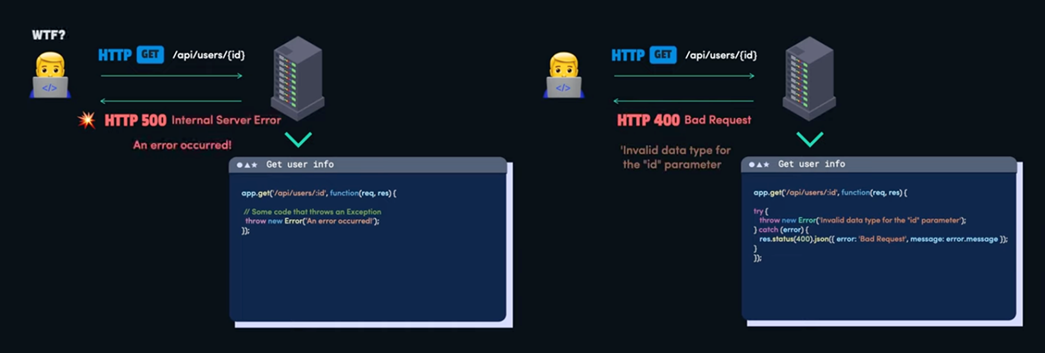 WTF?
HTTP GET /api/users/{id}
HTTP 500 Internal Server Error
An error occurred!
Get user info
app.get('/api/users/:id', function(req, res) {
// Some code that throws an Exception
throw new Error('An error occurred!');
});
HTTP GET /api/users/{id}
HTTP 400 Bad Request
'Invalid data type for
the "id" parameter
Get user info
app.get('/api/users/:id', function(req, res) {
try {
throw new Error('Invalid data type for the "id" parameter');
} catch (error) {
res.status(400).json({ error: 'Bad Request', message: error.message });
}
});